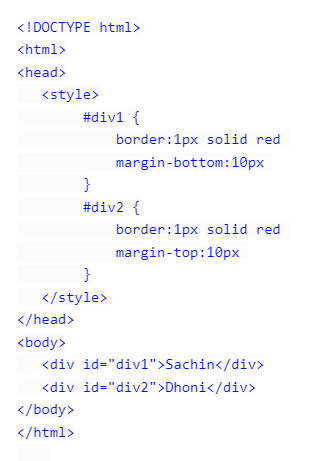 <!DOCTYPE html>
<html>
<head>
   <style>
        #div1 {
            border:1px solid red
            margin-bottom:10px
        }
        #div2 {
            border:1px solid red
            margin-top:10px
        }
   </style>
</head>
<body>
   <div id="div1">Sachin</div>
   <div id="div2">Dhoni</div>
</body>
</html>